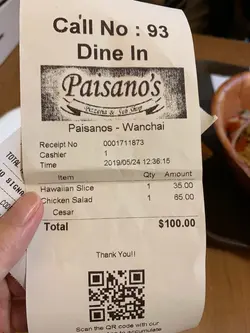 Call No : 93
Dine In
Paisano's
Pizzeria & Sub Shop
Paisanos - Wanchai
Receipt No 0001711873
Cashier 1
Time 2019/05/24 12:36:15
Item Qty Amount
Hawaiian Slice 1 35.00
Chicken Salad 1 65.00
Cesar
Total $100.00
Thank You!!
Scan the QR code with our
TOTAL